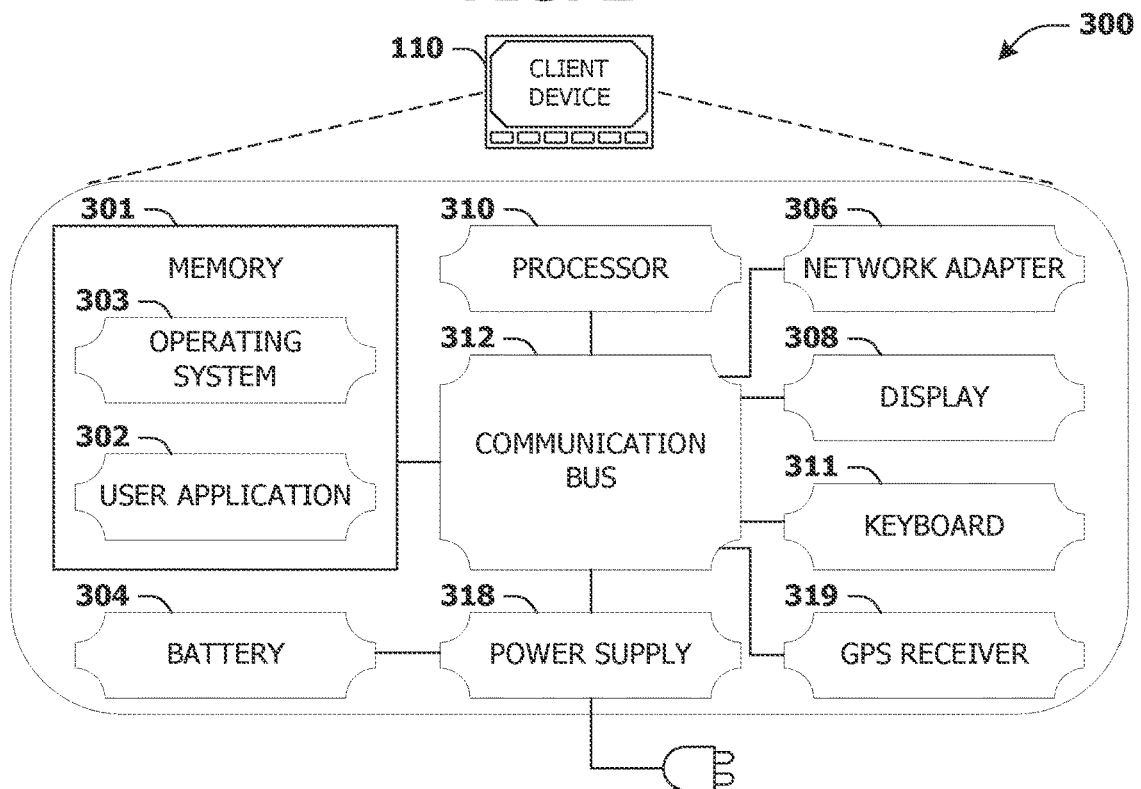 300
110
CLIENT
DEVICE
301
MEMORY
303
OPERATING
SYSTEM
302
USER APPLICATION
310
PROCESSOR
312
COMMUNICATION
BUS
306
NETWORK ADAPTER
308
DISPLAY
311
KEYBOARD
304
BATTERY
318
POWER SUPPLY
319
GPS RECEIVER